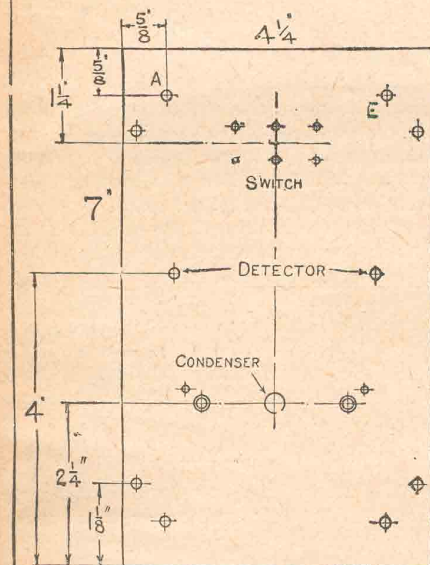 5/8" 4 1/4"
5/8"
1 1/4"
A E
SWITCH
7"
DETECTOR
CONDENSER
4"
2 1/4"
1 1/8"